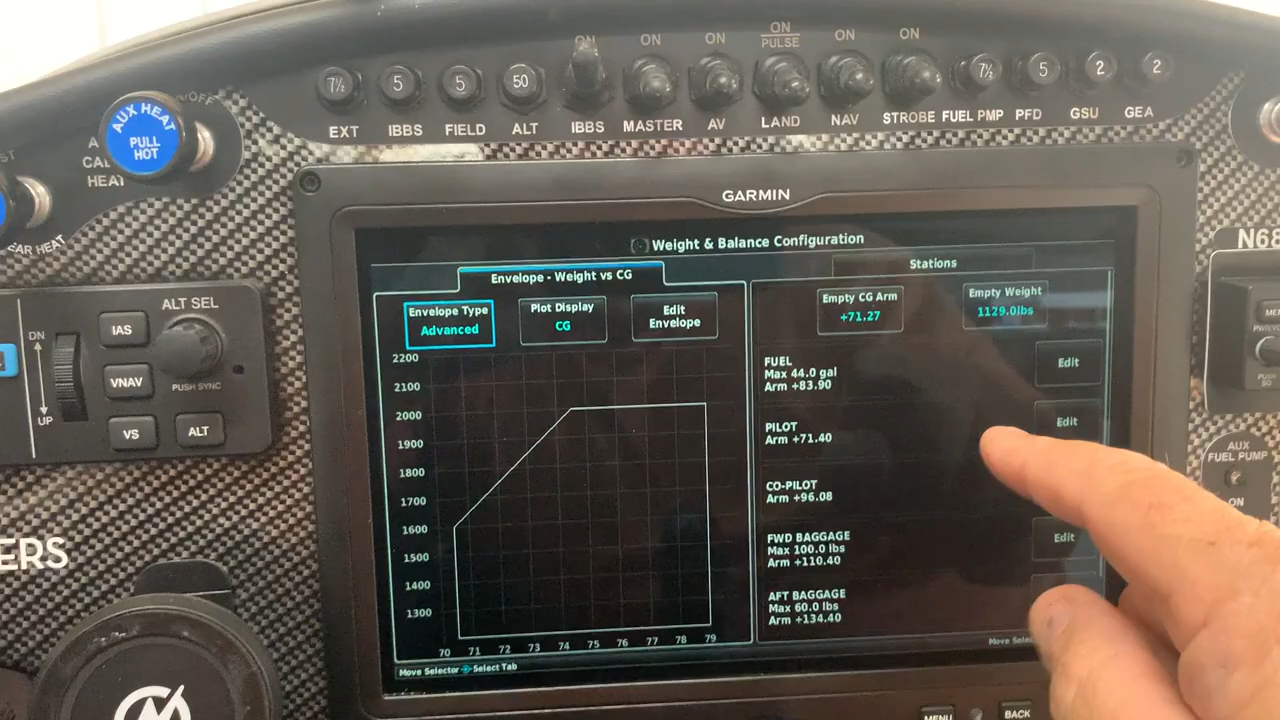 ON
ON
ON
ON
PULSE
ON
ON
7½
5
5
50
7½
5
2
2
EXT
IBBS
FIELD
ALT
IBBS
MASTER
AV
LAND
NAV
STROBE
FUEL PMP
PFD
GSU
GEA
AUX HEAT
PULL
HOT
HEAT
EAR HEAT
GARMIN
N68
ALT SEL
DN
UP
IAS
VNAV
VS
ALT
PUSH SYNC
Weight & Balance Configuration
Envelope - Weight vs CG
Stations
Envelope Type
Advanced
Plot Display
CG
Edit
Envelope
Empty CG Arm
+71.27
Empty Weight
1129.0lbs
2200
2100
2000
1900
1800
1700
1600
1500
1400
1300
70 71 72 73 74 75 76 77 78 79
FUEL
Max 44.0 gal
Arm +83.90
Edit
PILOT
Arm +71.40
Edit
CO-PILOT
Arm +96.08
FWD BAGGAGE
Max 100.0 lbs
Arm +110.40
Edit
AFT BAGGAGE
Max 60.0 lbs
Arm +134.40
Move Selector Select Tab
Move Selec
MENU
BACK
AUX
FUEL PUMP
ON
ERS